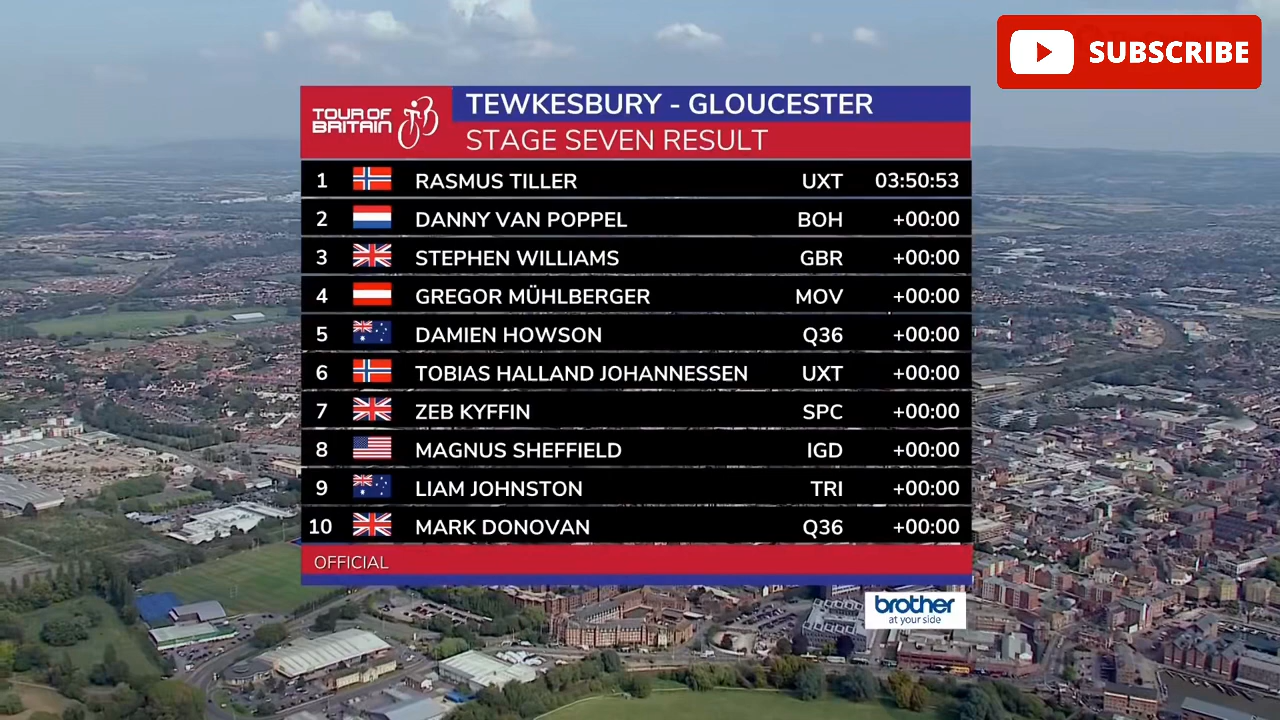 SUBSCRIBE
TOUR OF
BRITAIN
TEWKESBURY - GLOUCESTER
STAGE SEVEN RESULT
1 RASMUS TILLER UXT 03:50:53
2 DANNY VAN POPPEL BOH +00:00
3 STEPHEN WILLIAMS GBR +00:00
4 GREGOR MÜHLBERGER MOV +00:00
5 DAMIEN HOWSON Q36 +00:00
6 TOBIAS HALLAND JOHANNESSEN UXT +00:00
7 ZEB KYFFIN SPC +00:00
8 MAGNUS SHEFFIELD IGD +00:00
9 LIAM JOHNSTON TRI +00:00
10 MARK DONOVAN Q36 +00:00
OFFICIAL
brother
at your side